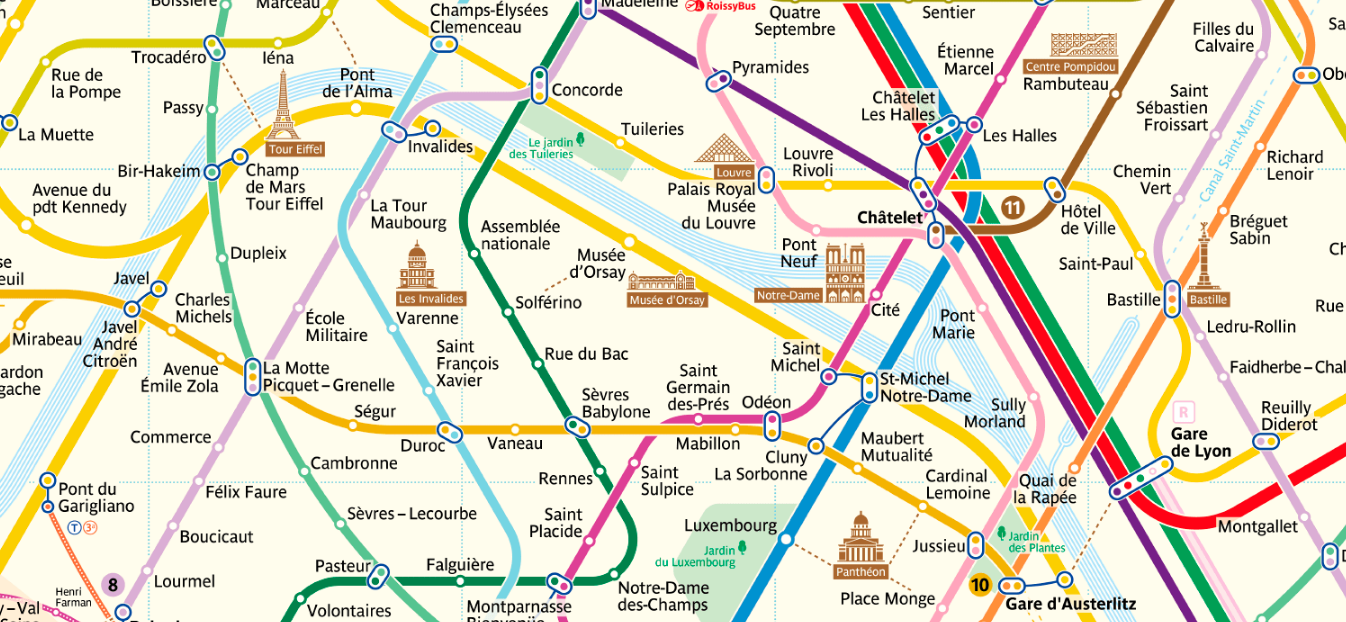 Boissière
Marceau
Champs-Élysées
Clemenceau
Madeleine
RoissyBus
Quatre
Septembre
Sentier
Filles du
Calvaire
Trocadéro
Iéna
Rue de
la Pompe
Pont
de l'Alma
Passy
La Muette
Tour Eiffel
Concorde
Invalides
Le jardin
des Tuileries
Tuileries
Pyramides
Étienne
Marcel
Centre Pompidou
Rambuteau
Châtelet
Les Halles
Les Halles
Saint
Sébastien
Froissart
Canal Saint-Martin
Richard
Lenoir
Bir-Hakeim
Champ
de Mars
Tour Eiffel
Avenue du
pdt Kennedy
La Tour
Maubourg
Louvre
Palais Royal
Musée
du Louvre
Louvre
Rivoli
Châtelet
11
Hôtel
de Ville
Chemin
Vert
Bréguet
Sabin
Assemblée
nationale
Musée
d'Orsay
Pont
Neuf
Saint-Paul
Dupleix
Les Invalides
Musée d'Orsay
Notre-Dame
Bastille
Bastille
Javel
Charles
Michels
Solférino
Cité
Pont
Marie
Ledru-Rollin
Rue
Mirabeau
Javel
André
Citroën
École
Militaire
Varenne
Saint
François
Xavier
Rue du Bac
Saint
Michel
St-Michel
Notre-Dame
Avenue
Émile Zola
La Motte
Picquet – Grenelle
Saint
Germain
des-Prés
Odéon
Sully
Morland
Faidherbe – Chal
Ségur
Sèvres
Babylone
R
Gare
de Lyon
Reuilly
Diderot
Commerce
Duroc
Vaneau
Mabillon
Cluny
La Sorbonne
Maubert
Mutualité
Cambronne
Rennes
Saint
Sulpice
Cardinal
Lemoine
Quai de
la Rapée
Pont du
Garigliano
T 3a
Félix Faure
Sèvres – Lecourbe
Saint
Placide
Luxembourg
Jardin
du Luxembourg
Panthéon
Jussieu
Jardin
des Plantes
Montgallet
Boucicaut
Lourmel
8
Henri
Farman
Pasteur
Falguière
Notre-Dame
des-Champs
10
Gare d'Austerlitz
Place Monge
Volontaires
Montparnasse
Bienvenüe